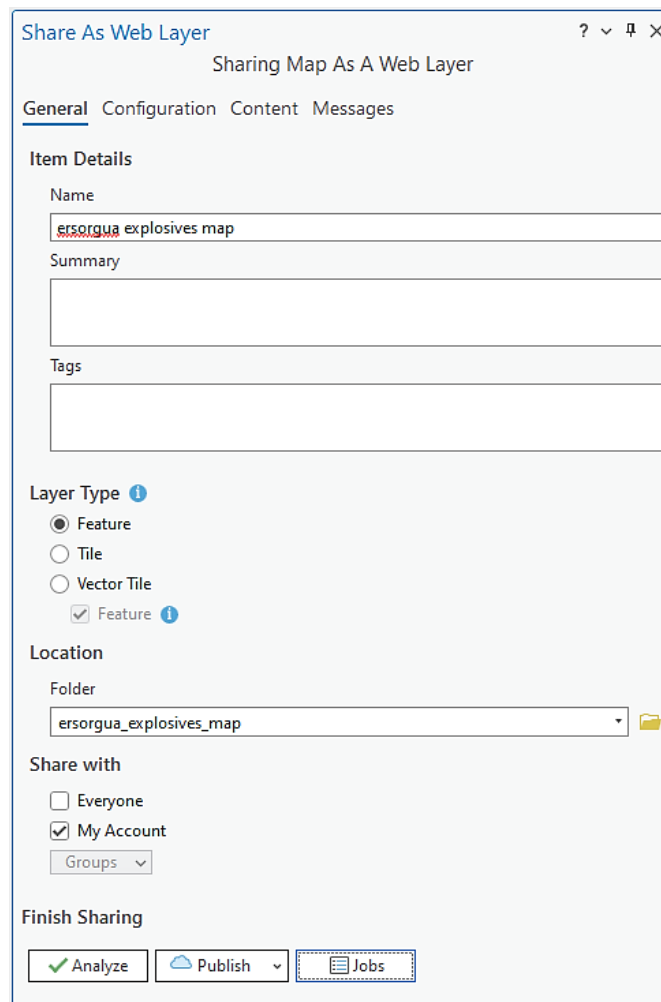 Share As Web Layer ?
Sharing Map As A Web Layer
General Configuration Content Messages
Item Details
Name
ersorgua explosives map
Summary
Tags
Layer Type i
Feature
Tile
Vector Tile
Feature i
Location
Folder
ersorgua_explosives_map
Share with
Everyone
My Account
Groups
Finish Sharing
Analyze Publish Jobs